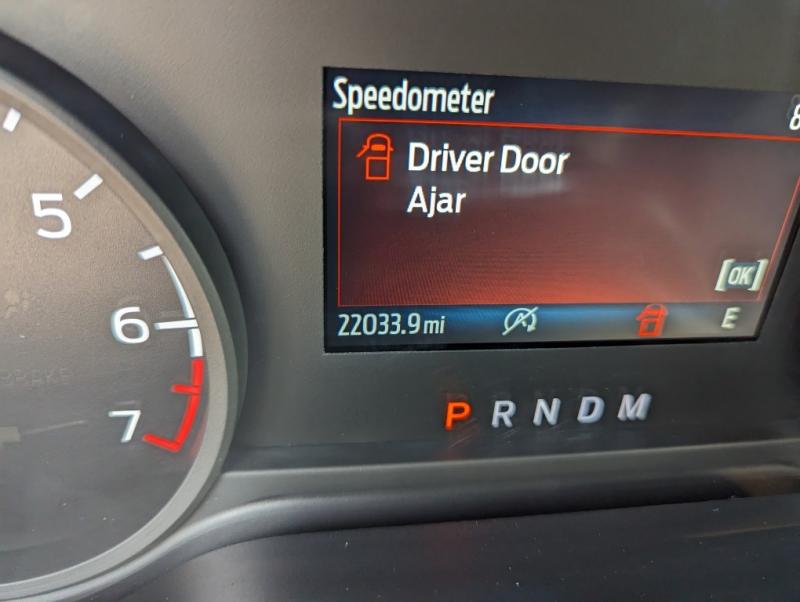 Speedometer
Driver Door
Ajar
[OK]
22033.9 mi
E
P R N D M
5
6
7